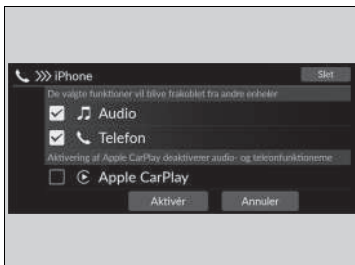 iPhone
Slet
De valgte funktioner vil blive frakoblet fra andre enheder
Audio
Telefon
Aktivering af Apple CarPlay deaktiverer audio- og teleonfunktionerne
Apple CarPlay
Aktivér
Annuler